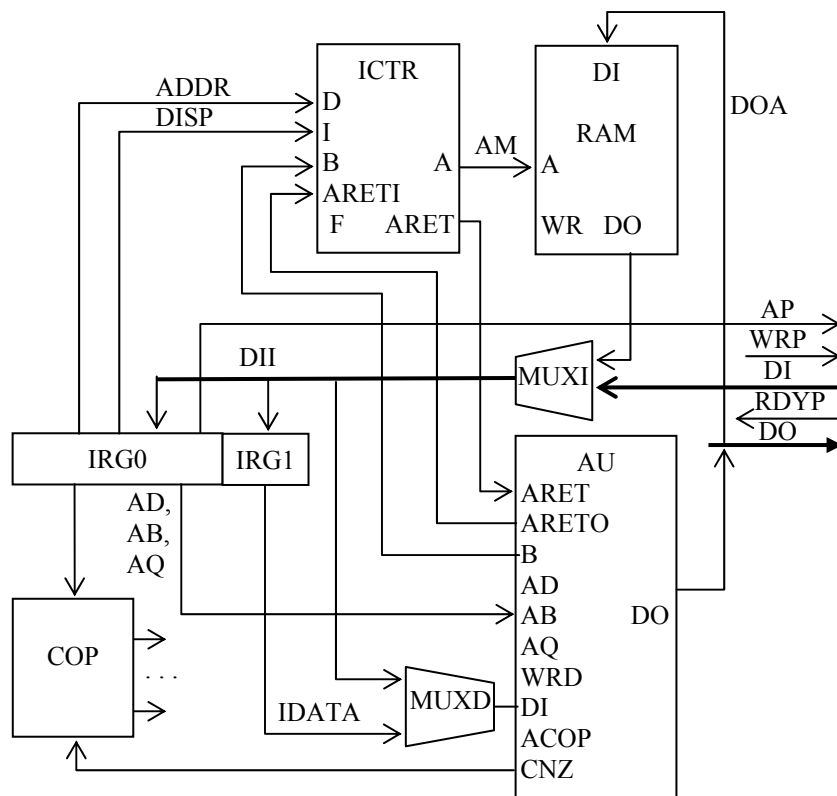 ICTR
ADDR
D
DISP
I
B
A
ARETI
F
ARET
AM
DI
RAM
A
WR DO
DOA
AP
WRP
DI
RDYP
DO
DII
MUXI
IRG0
IRG1
AD,
AB,
AQ
COP
. . .
IDATA
MUXD
AU
ARET
ARETO
B
AD
AB
DO
AQ
WRD
DI
ACOP
CNZ